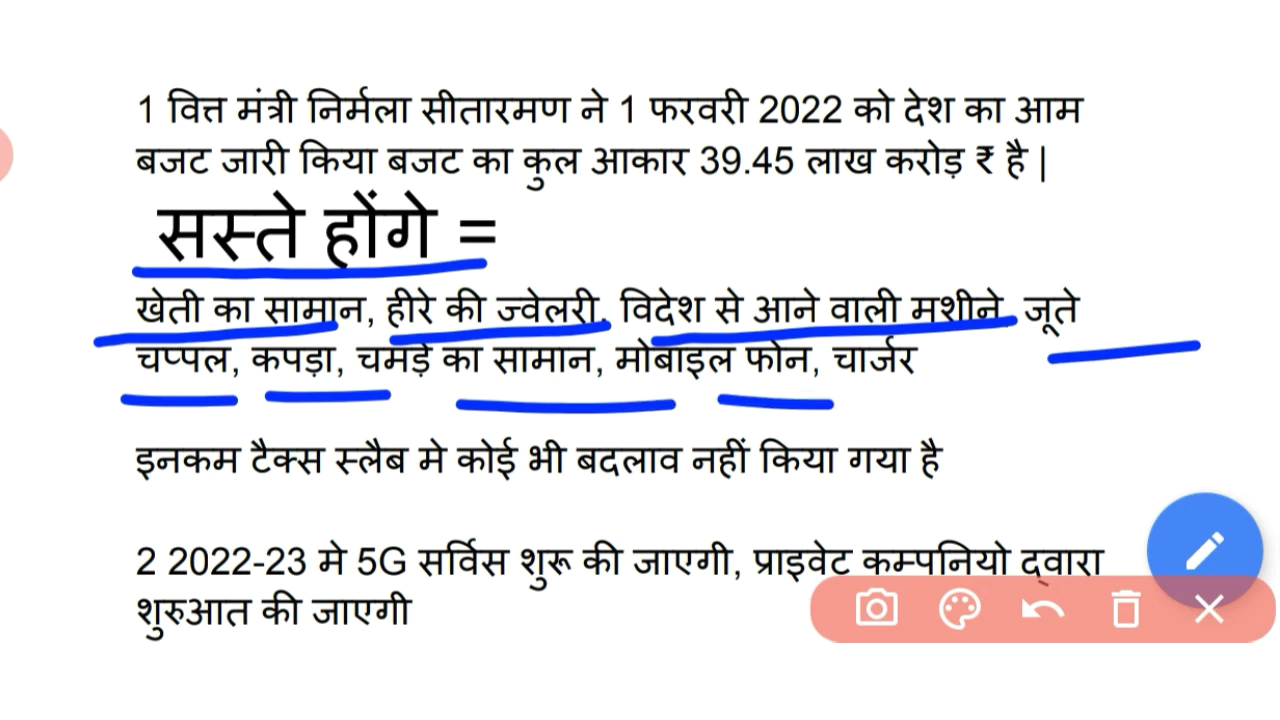 1 वित्त मंत्री निर्मला सीतारमण ने 1 फरवरी 2022 को देश का आम
बजट जारी किया बजट का कुल आकार 39.45 लाख करोड़ ₹ है |
सस्ते होंगे =
खेती का सामान, हीरे की ज्वेलरी, विदेश से आने वाली मशीने, जूते
चप्पल, कपड़ा, चमड़े का सामान, मोबाइल फोन, चार्जर
इनकम टैक्स स्लैब मे कोई भी बदलाव नहीं किया गया है
2 2022-23 मे 5G सर्विस शुरू की जाएगी, प्राइवेट कम्पनियो द्वारा
शुरुआत की जाएगी